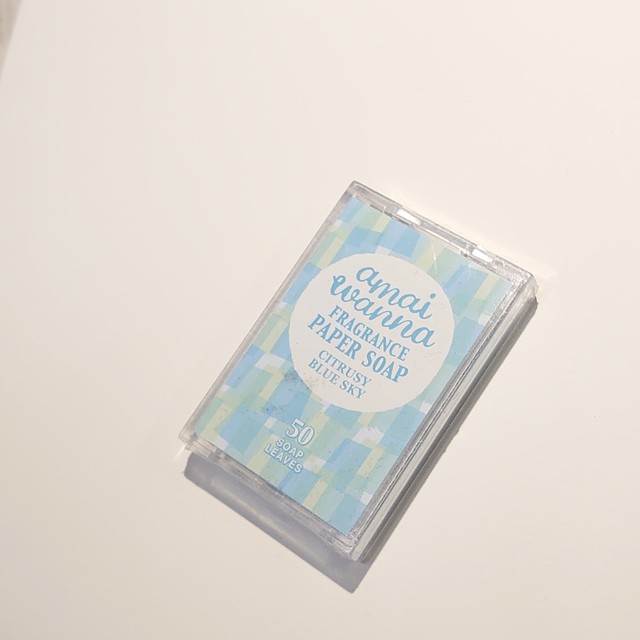 amai
wanna
FRAGRANCE
PAPER SOAP
CITRUSY
BLUE SKY
50
SOAP
LEAVES